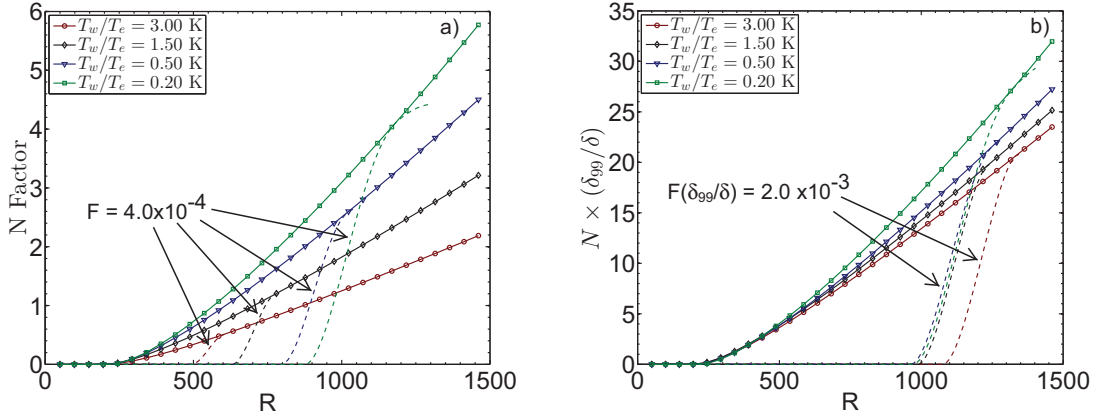 a)
T_w/T_e = 3.00 K
T_w/T_e = 1.50 K
T_w/T_e = 0.50 K
T_w/T_e = 0.20 K
6
5
4
3
2
1
0
N Factor
F = 4.0x10^-4
0 500 1000 1500
R
b)
T_w/T_e = 3.00 K
T_w/T_e = 1.50 K
T_w/T_e = 0.50 K
T_w/T_e = 0.20 K
35
30
25
20
15
10
5
0
N × (δ_99/δ)
F(δ_99/δ) = 2.0 x10^-3
0 500 1000 1500
R